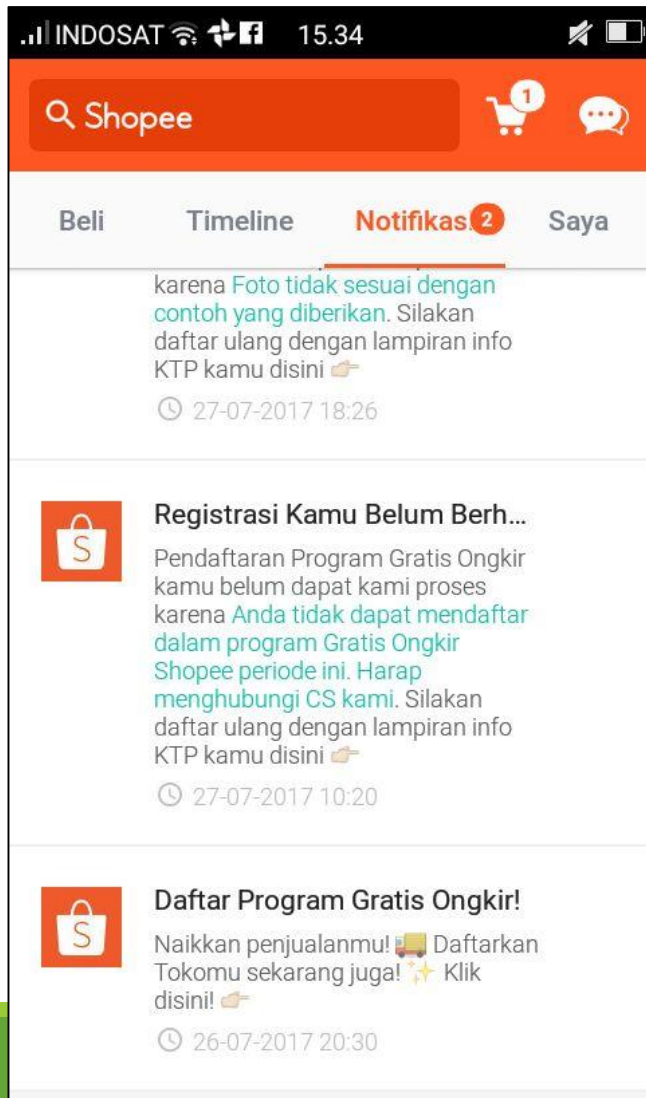 INDOSAT 15.34
Shopee 1
Beli Timeline Notifikas 2 Saya
karena Foto tidak sesuai dengan
contoh yang diberikan. Silakan
daftar ulang dengan lampiran info
KTP kamu disini 👉🏻
27-07-2017 18:26
Registrasi Kamu Belum Berh...
S
Pendaftaran Program Gratis Ongkir
kamu belum dapat kami proses
karena Anda tidak dapat mendaftar
dalam program Gratis Ongkir
Shopee periode ini. Harap
menghubungi CS kami. Silakan
daftar ulang dengan lampiran info
KTP kamu disini 👉🏻
27-07-2017 10:20
Daftar Program Gratis Ongkir!
S
Naikkan penjualanmu! 🚚 Daftarkan
Tokomu sekarang juga! ✨ Klik
disini! 👉🏻
26-07-2017 20:30